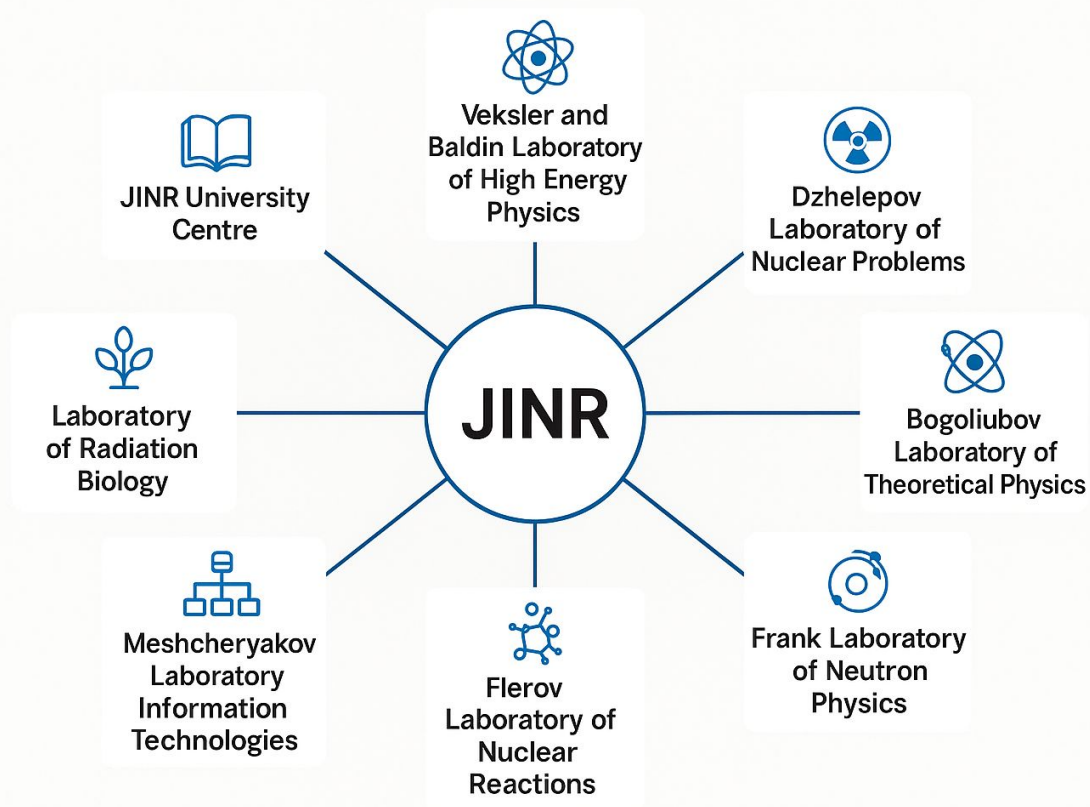 Veksler and
Baldin Laboratory
of High Energy
Physics
JINR University
Centre
Dzhelepov
Laboratory of
Nuclear Problems
Laboratory
of Radiation
Biology
JINR
Bogoliubov
Laboratory of
Theoretical Physics
Meshcheryakov
Laboratory
Information
Technologies
Flerov
Laboratory of
Nuclear
Reactions
Frank Laboratory
of Neutron
Physics